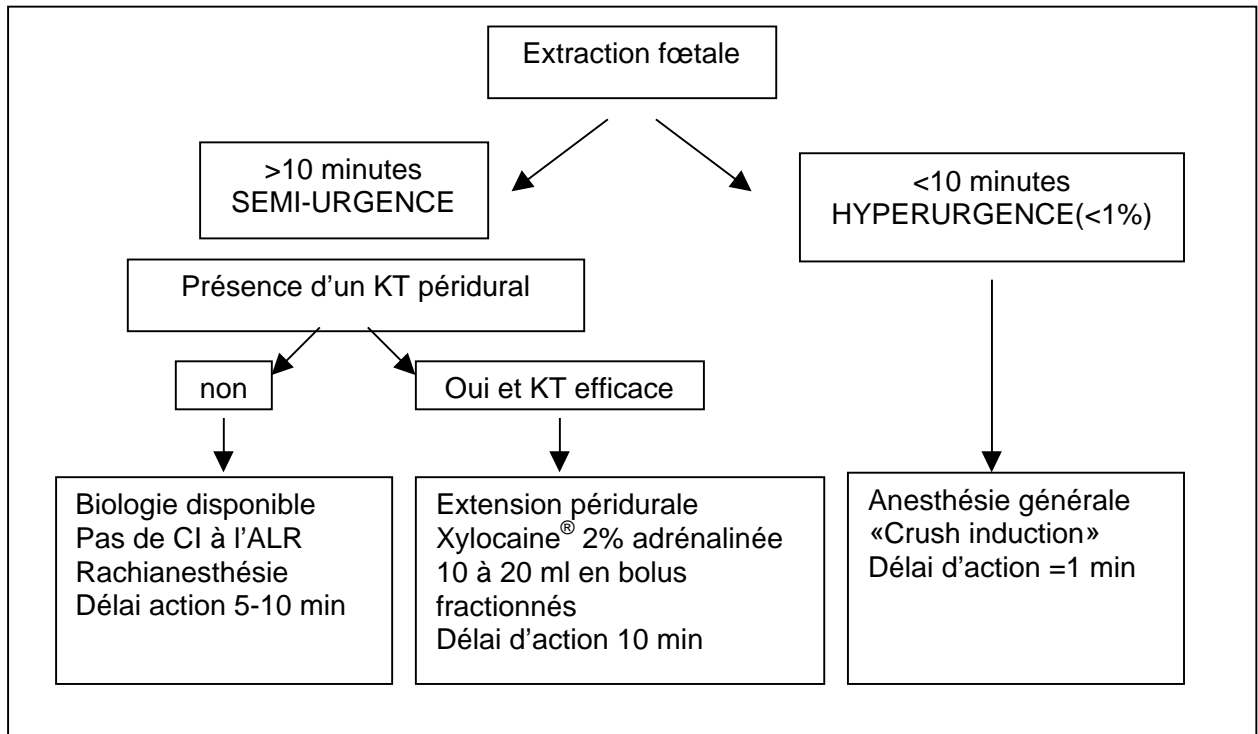 Extraction fœtale
>10 minutes
SEMI-URGENCE
<10 minutes
HYPERURGENCE(<1%)
Présence d’un KT péridural
non
Oui et KT efficace
Biologie disponible
Pas de CI à l’ALR
Rachianesthésie
Délai action 5-10 min
Extension péridurale
Xylocaine® 2% adrénalinée
10 à 20 ml en bolus
fractionnés
Délai d’action 10 min
Anesthésie générale
«Crush induction»
Délai d’action =1 min